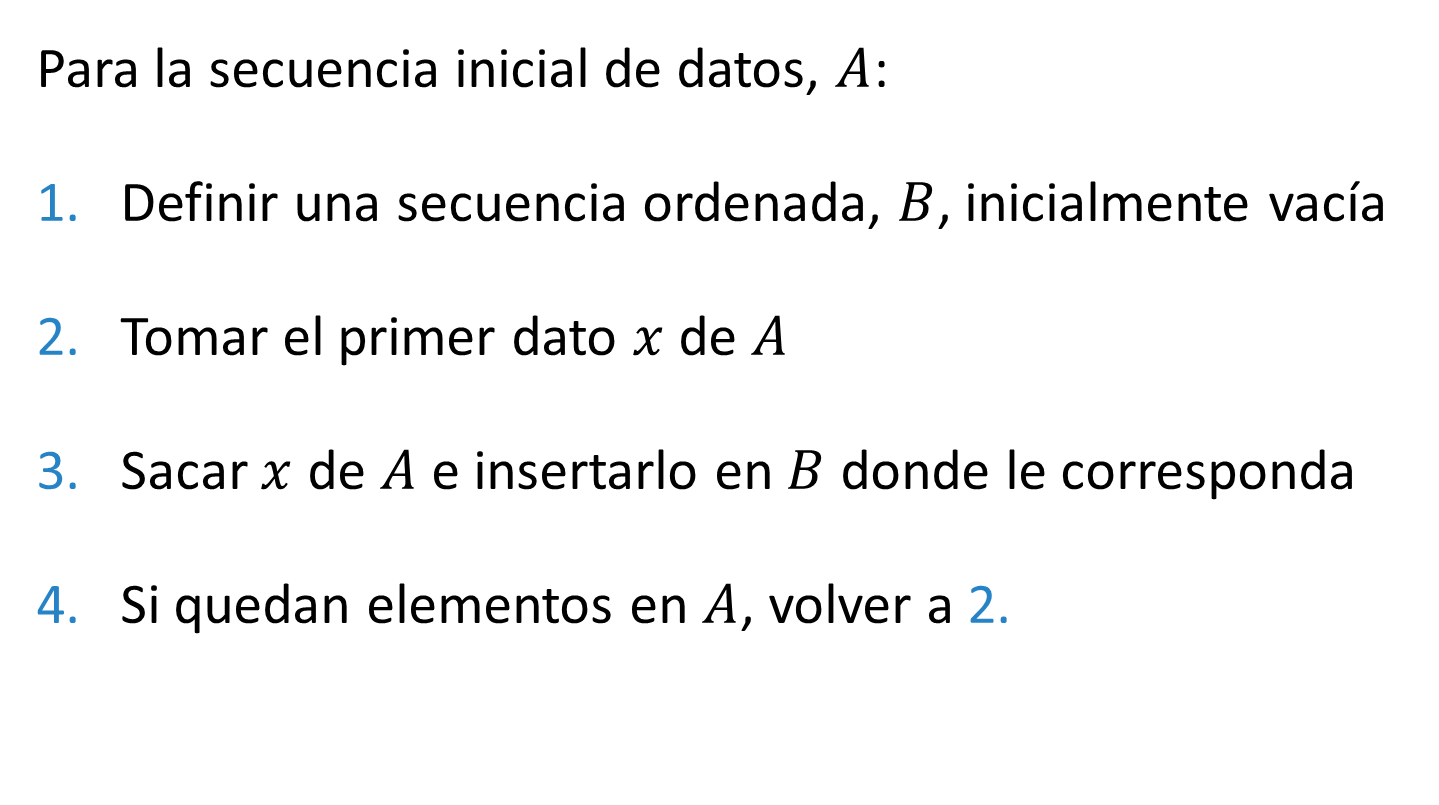 Para la secuencia inicial de datos, A:
1. Definir una secuencia ordenada, B, inicialmente vacía
2. Tomar el primer dato x de A
3. Sacar x de A e insertarlo en B donde le corresponda
4. Si quedan elementos en A, volver a 2.